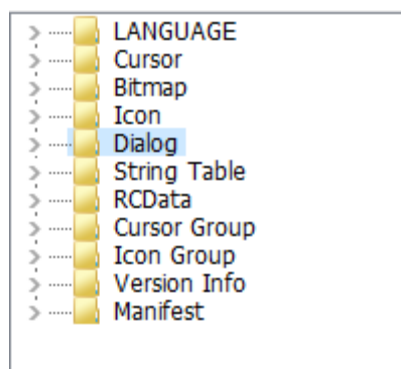 LANGUAGE
Cursor
Bitmap
Icon
Dialog
String Table
RCData
Cursor Group
Icon Group
Version Info
Manifest